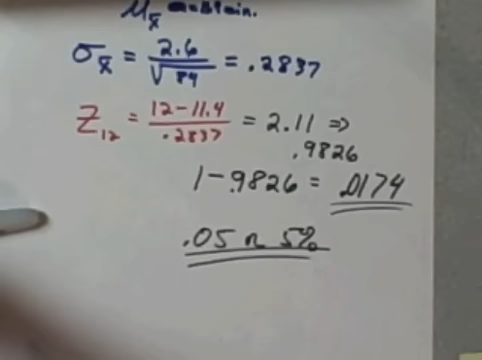 μx̄
σx̄ = 2.6/√84 = .2837
Z12 = 12-11.4/.2837 = 2.11 ⇒
.9826
1-.9826 = .0174
.05 or 5%